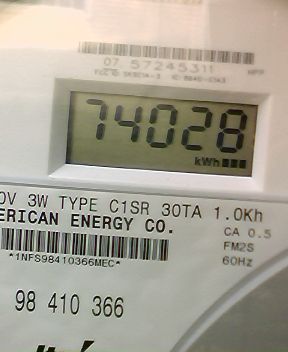 07 57245311
74028
kWh
0V 3W TYPE C1SR 30TA 1.0Kh
ERICAN ENERGY CO.
CA 0.5
FM2S
*1NFS98410366MEC*
60Hz
98 410 366